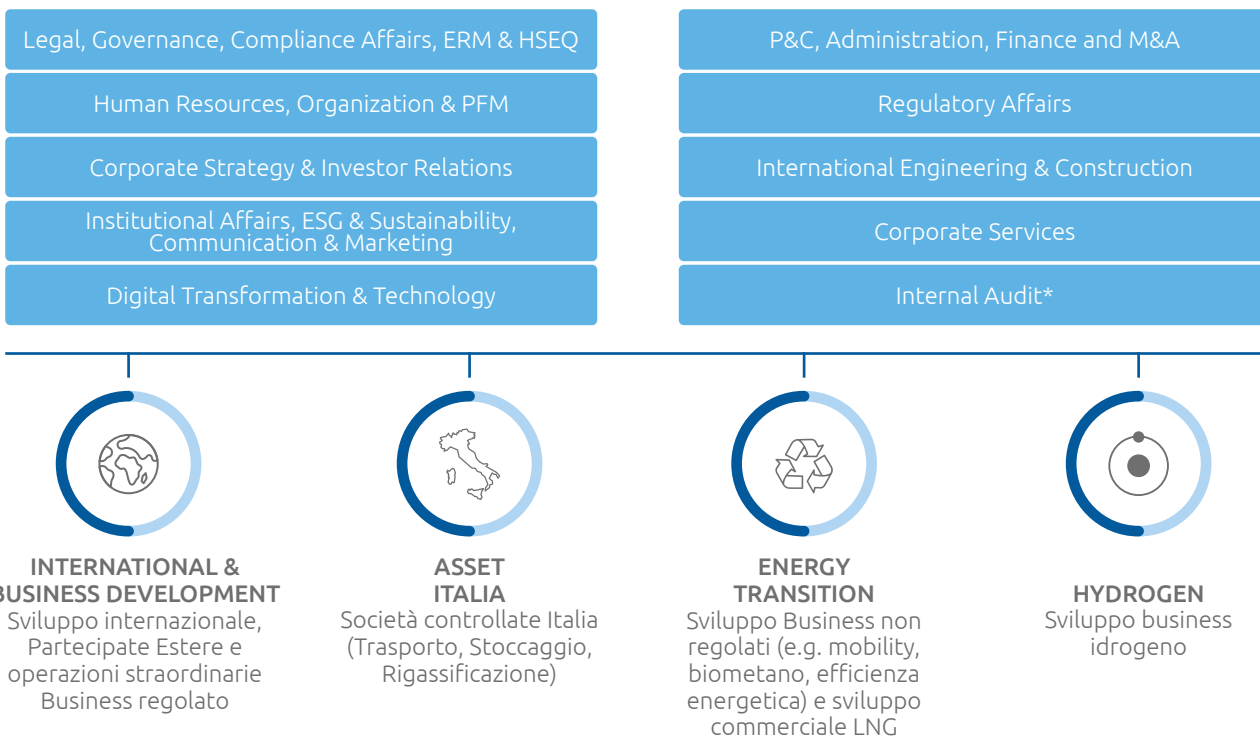 Legal, Governance, Compliance Affairs, ERM & HSEQ
Human Resources, Organization & PFM
Corporate Strategy & Investor Relations
Institutional Affairs, ESG & Sustainability,
Communication & Marketing
Digital Transformation & Technology
P&C, Administration, Finance and M&A
Regulatory Affairs
International Engineering & Construction
Corporate Services
Internal Audit*
INTERNATIONAL &
BUSINESS DEVELOPMENT
Sviluppo internazionale,
Partecipate Estere e
operazioni straordinarie
Business regolato
ASSET
ITALIA
Società controllate Italia
(Trasporto, Stoccaggio,
Rigassificazione)
ENERGY
TRANSITION
Sviluppo Business non
regolati (e.g. mobility,
biometano, efficienza
energetica) e sviluppo
commerciale LNG
HYDROGEN
Sviluppo business
idrogeno